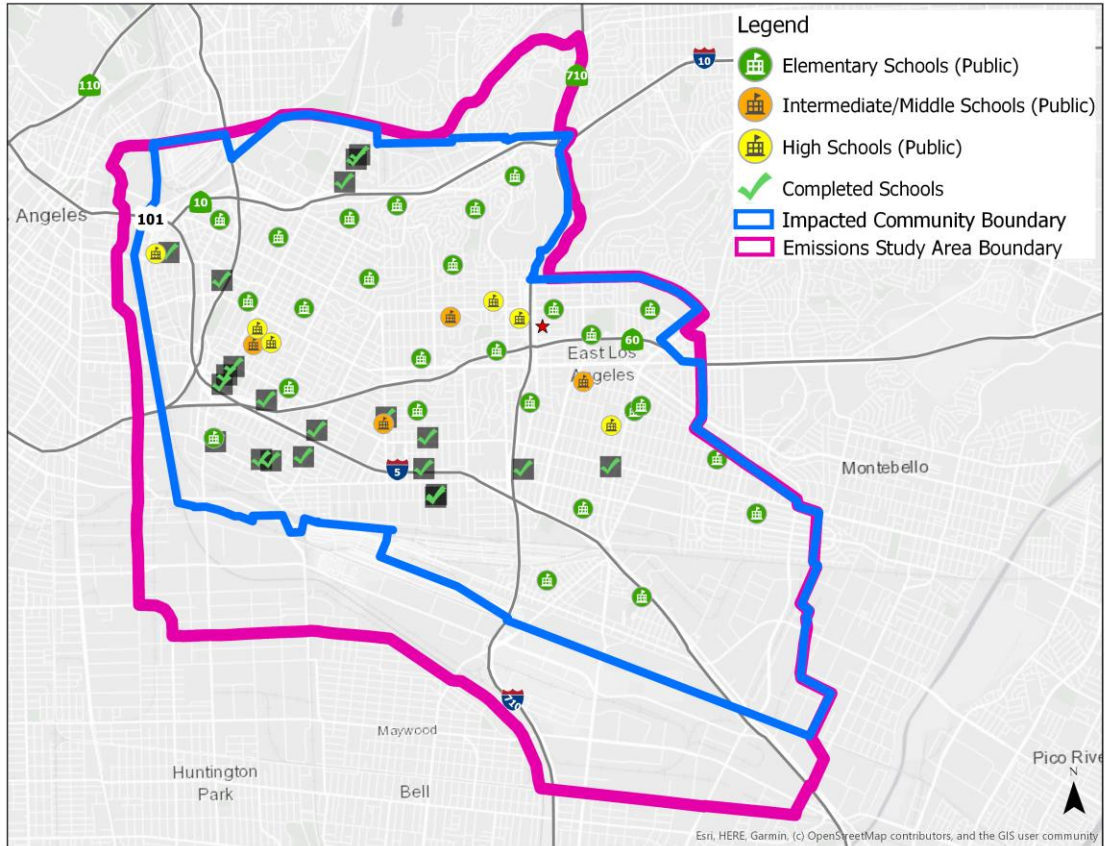 Legend
Elementary Schools (Public)
Intermediate/Middle Schools (Public)
High Schools (Public)
Completed Schools
Impacted Community Boundary
Emissions Study Area Boundary
110
710
10
10
Angeles
101
60
East Los
Angeles
5
Montebello
710
Maywood
Huntington
Park
Bell
Pico Rive
N
Esri, HERE, Garmin, (c) OpenStreetMap contributors, and the GIS user community